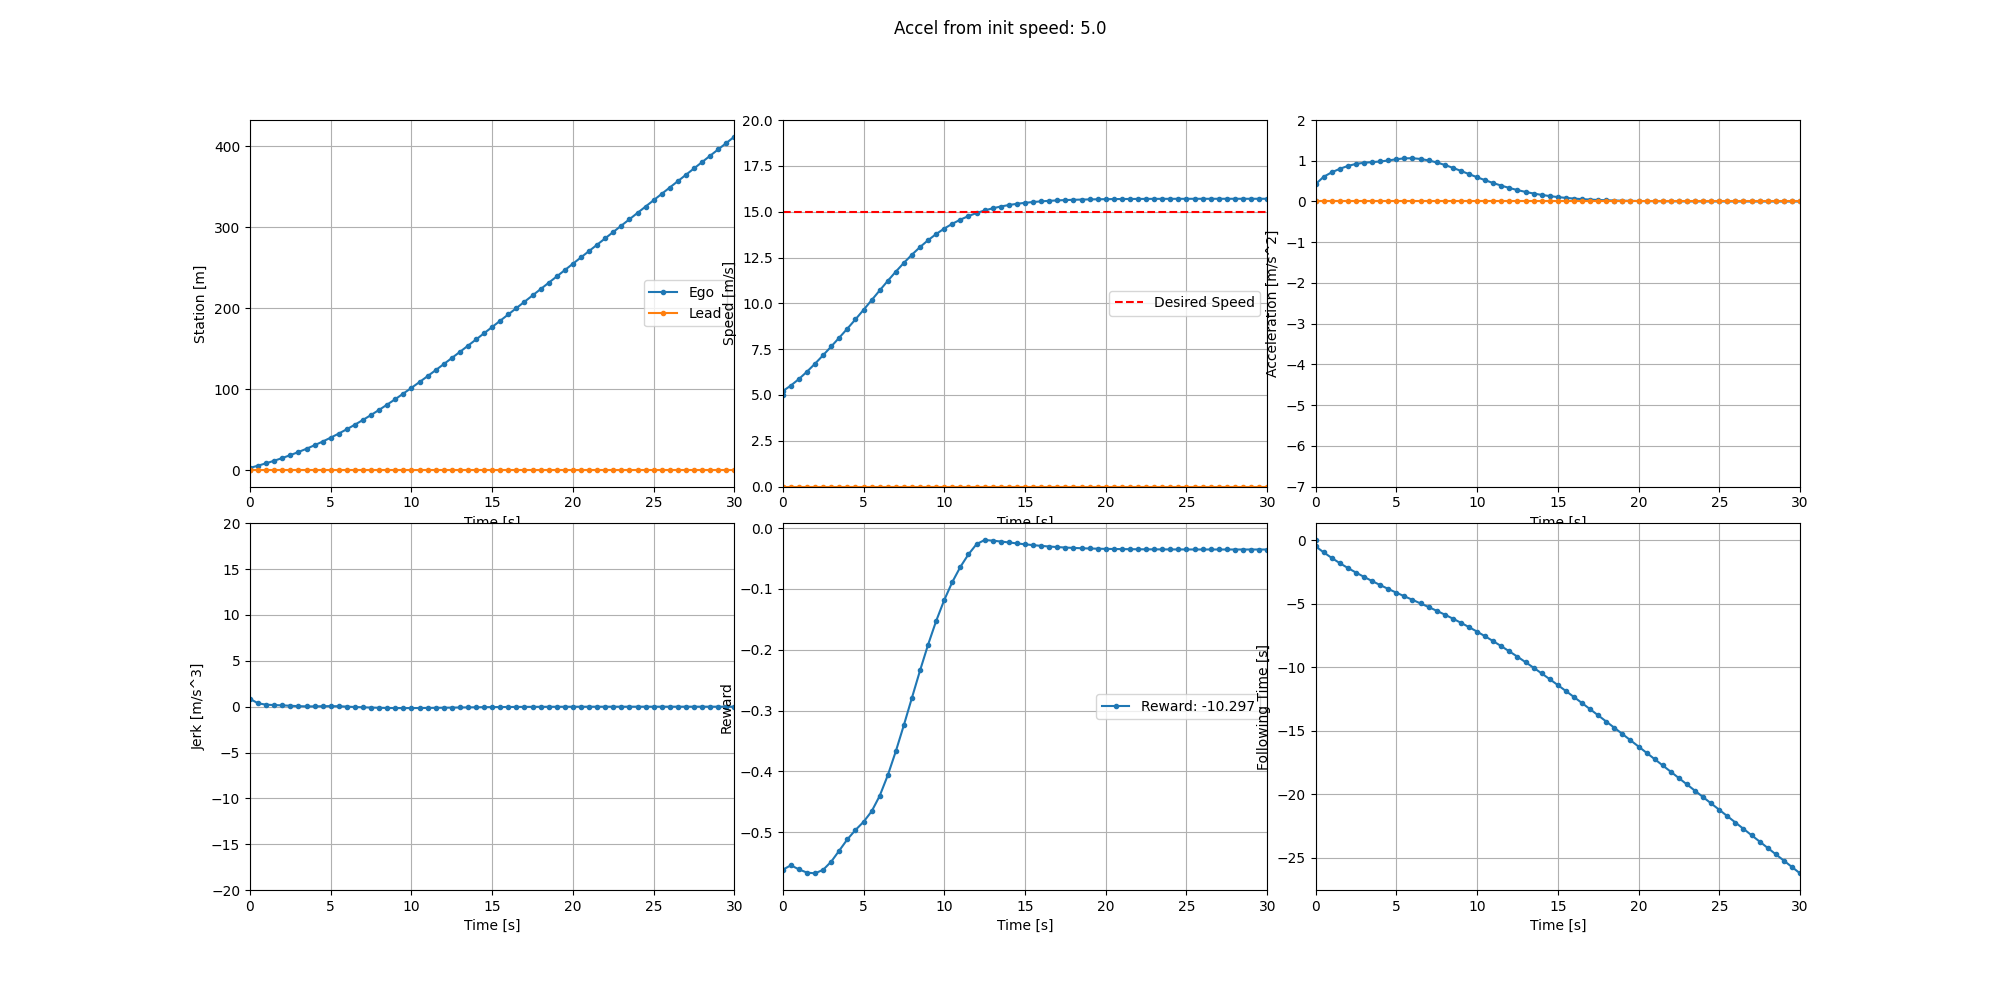 Accel from init speed: 5.0
Station [m]
400
300
200
100
0
0 5 10 15 20 25 30
Time [s]
Ego
Lead
Speed [m/s]
20.0
17.5
15.0
12.5
10.0
7.5
5.0
2.5
0.0
0 5 10 15 20 25 30
Time [s]
Desired Speed
Acceleration [m/s^2]
2
1
0
−1
−2
−3
−4
−5
−6
−7
0 5 10 15 20 25 30
Time [s]
Jerk [m/s^3]
20
15
10
5
0
−5
−10
−15
−20
0 5 10 15 20 25 30
Time [s]
Reward
0.0
−0.1
−0.2
−0.3
−0.4
−0.5
0 5 10 15 20 25 30
Time [s]
Reward: -10.297
Following Time [s]
0
−5
−10
−15
−20
−25
0 5 10 15 20 25 30
Time [s]